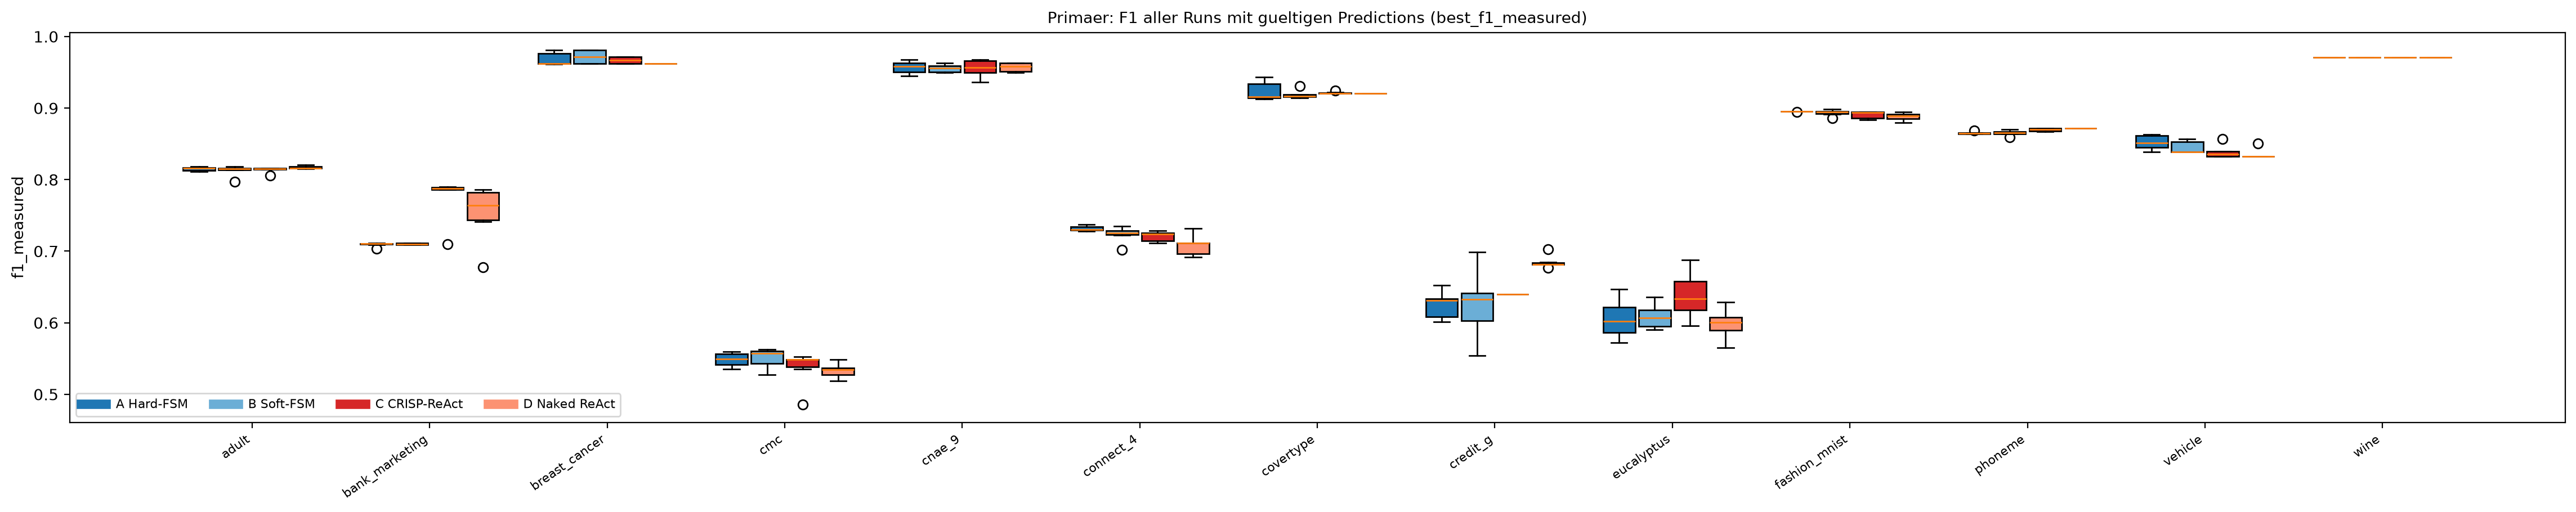 Primaer: F1 aller Runs mit gueltigen Predictions (best_f1_measured)
f1_measured
1.0
0.9
0.8
0.7
0.6
0.5
A Hard-FSM B Soft-FSM C CRISP-ReAct D Naked ReAct
adult
bank_marketing
breast_cancer
cmc
cnae_9
connect_4
covertype
credit_g
eucalyptus
fashion_mnist
phoneme
vehicle
wine